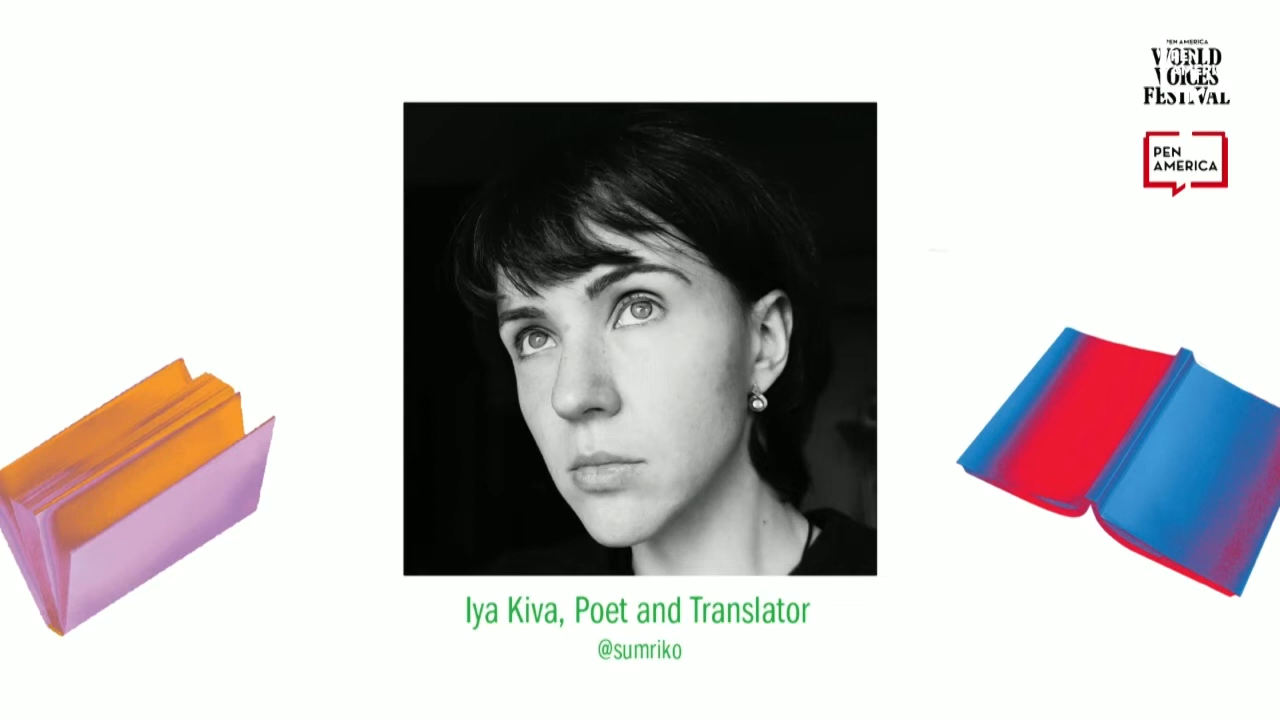 PEN AMERICA
WORLD
VOICES
FESTIVAL
PEN
AMERICA
Iya Kiva, Poet and Translator
@sumriko